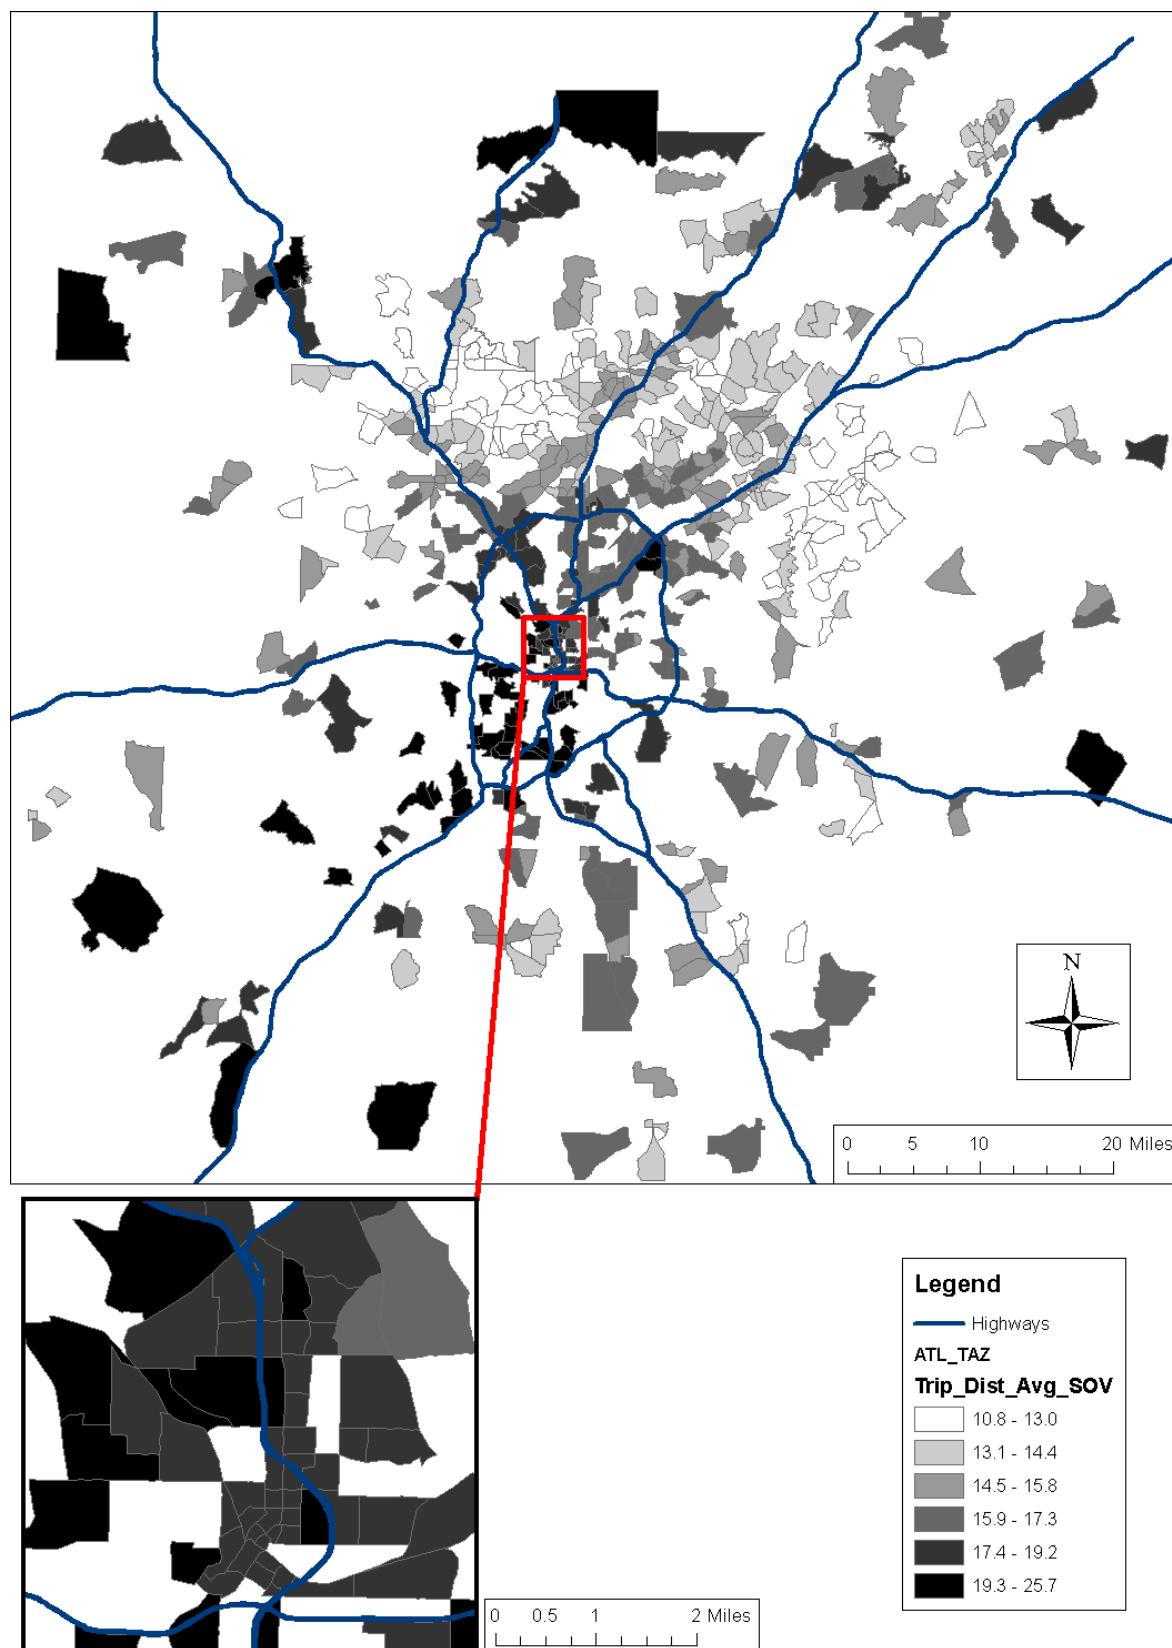 N
0 5 10 20 Miles
Legend
Highways
ATL_TAZ
Trip_Dist_Avg_SOV
10.8 - 13.0
13.1 - 14.4
14.5 - 15.8
15.9 - 17.3
17.4 - 19.2
19.3 - 25.7
0 0.5 1 2 Miles